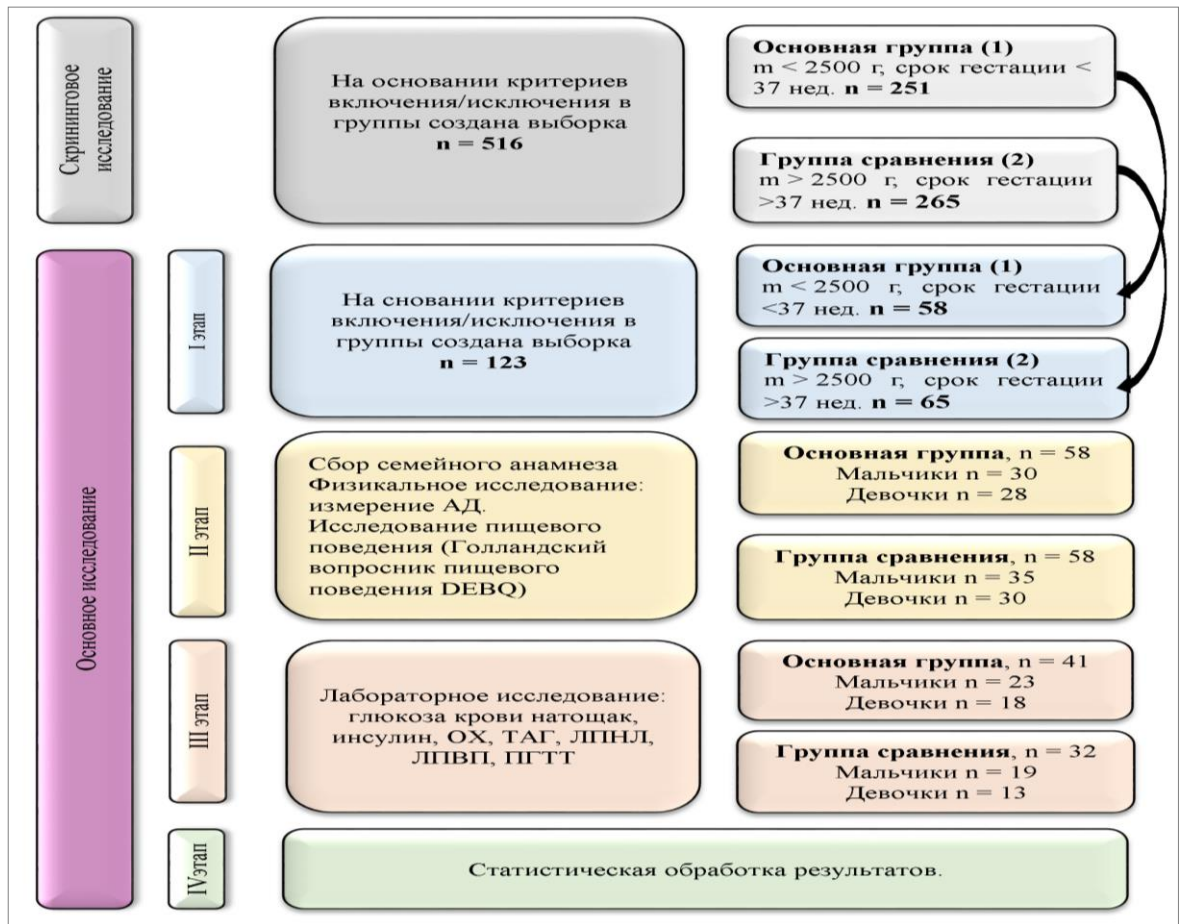 Скрининговое
исследование
На основании критериев
включения/исключения в
группы создана выборка
n = 516
Основная группа (1)
m < 2500 г, срок гестации <
37 нед. n = 251
Группа сравнения (2)
m > 2500 г, срок гестации
>37 нед. n = 265
Основное исследование
I этап
На сновании критериев
включения/исключения в
группы создана выборка
n = 123
Основная группа (1)
m < 2500 г, срок гестации
<37 нед. n = 58
Группа сравнения (2)
m > 2500 г, срок гестации
>37 нед. n = 65
II этап
Сбор семейного анамнеза
Физикальное исследование:
измерение АД.
Исследование пищевого
поведения (Голландский
вопросник пищевого
поведения DEBQ)
Основная группа, n = 58
Мальчики n = 30
Девочки n = 28
Группа сравнения, n = 58
Мальчики n = 35
Девочки n = 30
III этап
Лабораторное исследование:
глюкоза крови натощак,
инсулин, ОХ, ТАГ, ЛПНЛ,
ЛПВП, ПГТТ
Основная группа, n = 41
Мальчики n = 23
Девочки n = 18
Группа сравнения, n = 32
Мальчики n = 19
Девочки n = 13
IVэтап
Статистическая обработка результатов.